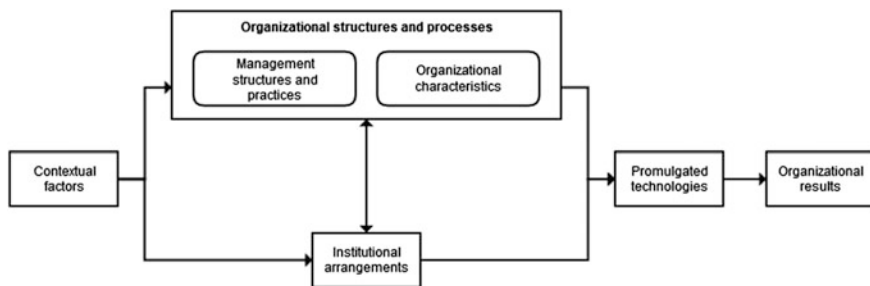 Organizational structures and processes
Management
structures and
practices
Organizational
characteristics
Contextual
factors
Promulgated
technologies
Organizational
results
Institutional
arrangements